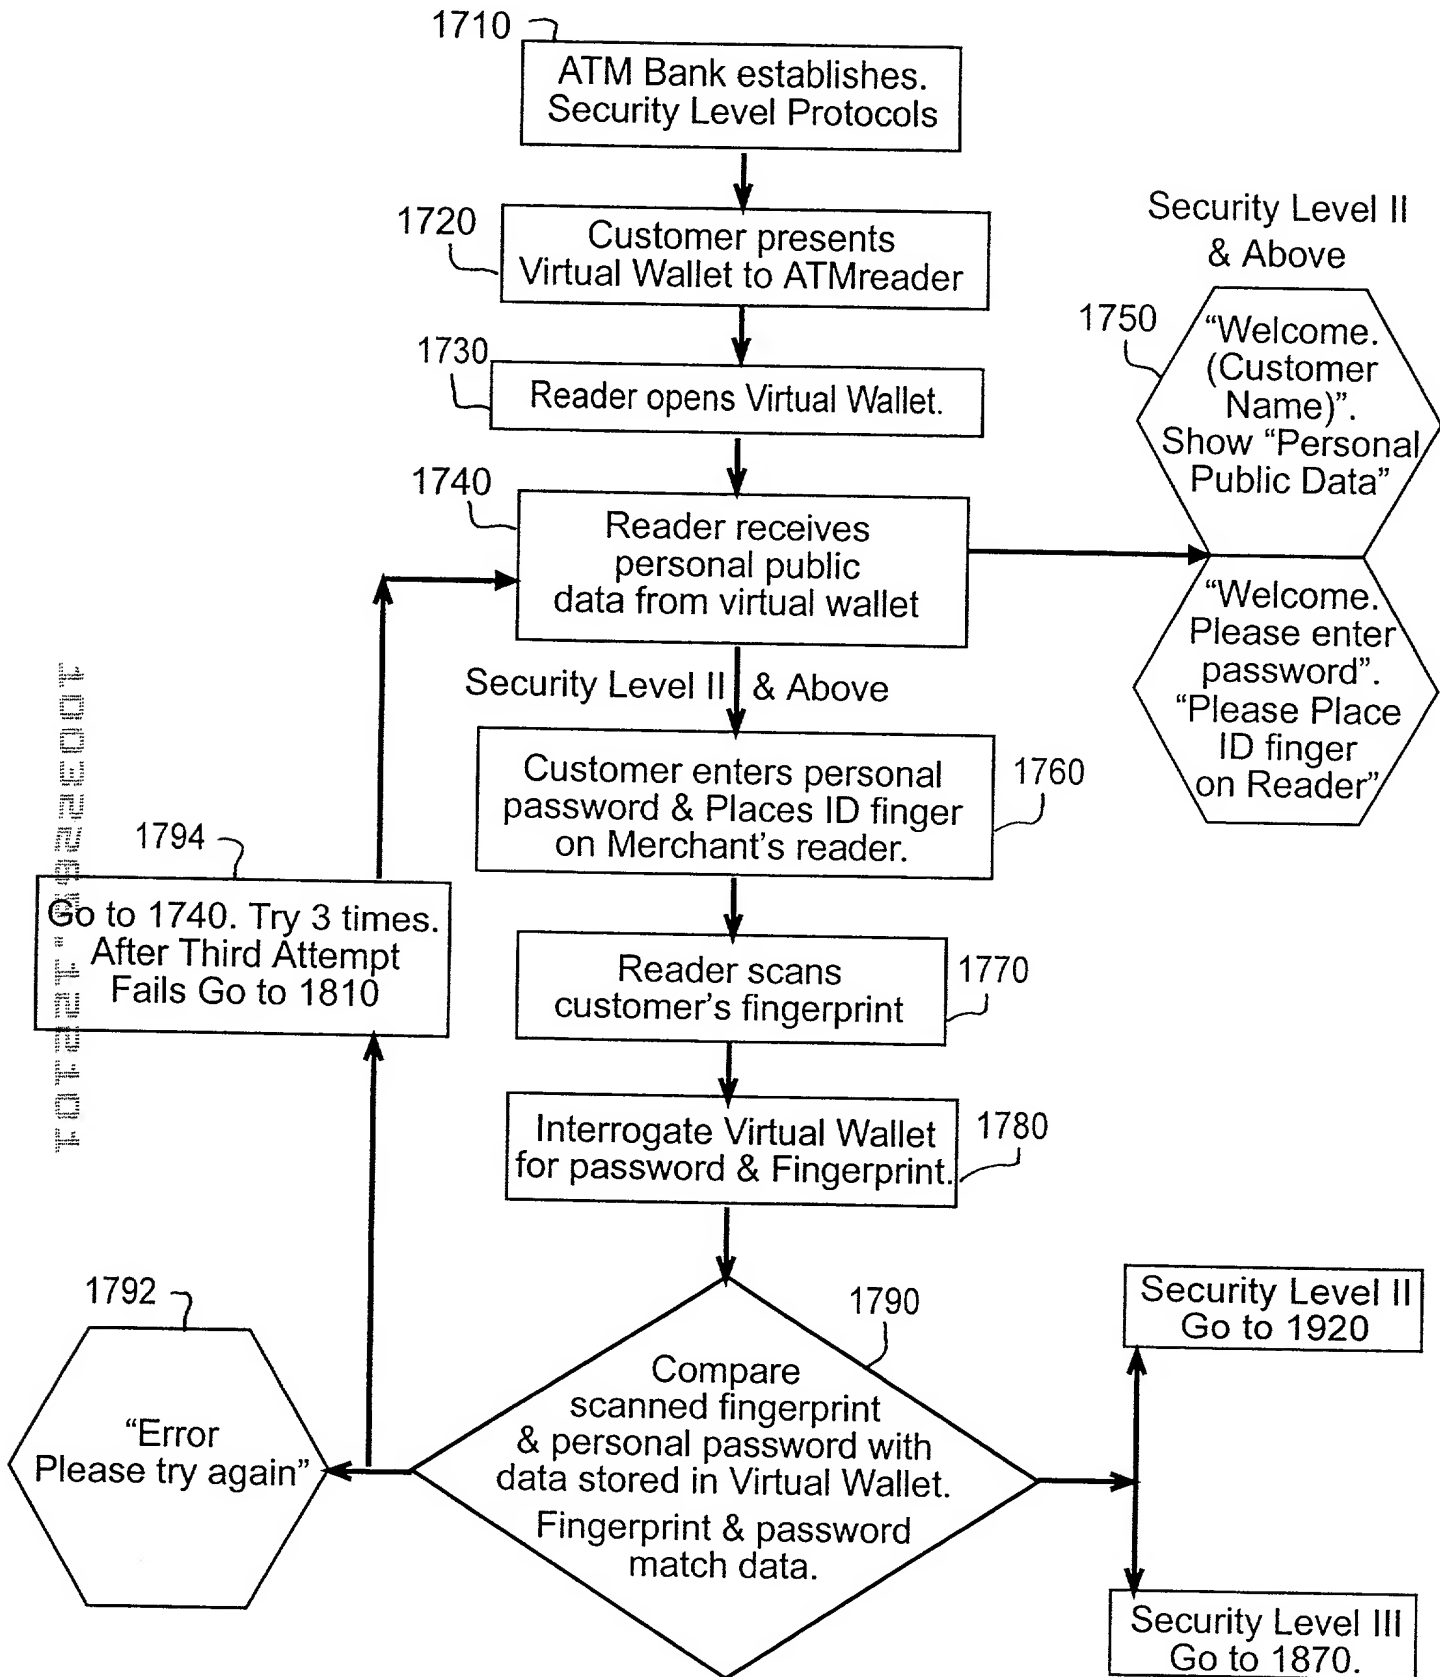 1710
ATM Bank establishes.
Security Level Protocols
1720
Customer presents
Virtual Wallet to ATMreader
1730
Reader opens Virtual Wallet.
1740
Reader receives
personal public
data from virtual wallet
Security Level II
& Above
1750
“Welcome.
(Customer
Name)”.
Show “Personal
Public Data”
“Welcome.
Please enter
password”.
“Please Place
ID finger
on Reader”
Security Level II & Above
1760
Customer enters personal
password & Places ID finger
on Merchant’s reader.
1794
Go to 1740. Try 3 times.
After Third Attempt
Fails Go to 1810
1770
Reader scans
customer’s fingerprint
1780
Interrogate Virtual Wallet
for password & Fingerprint.
1792
“Error
Please try again”
1790
Compare
scanned fingerprint
& personal password with
data stored in Virtual Wallet.
Fingerprint & password
match data.
Security Level II
Go to 1920
Security Level III
Go to 1870.